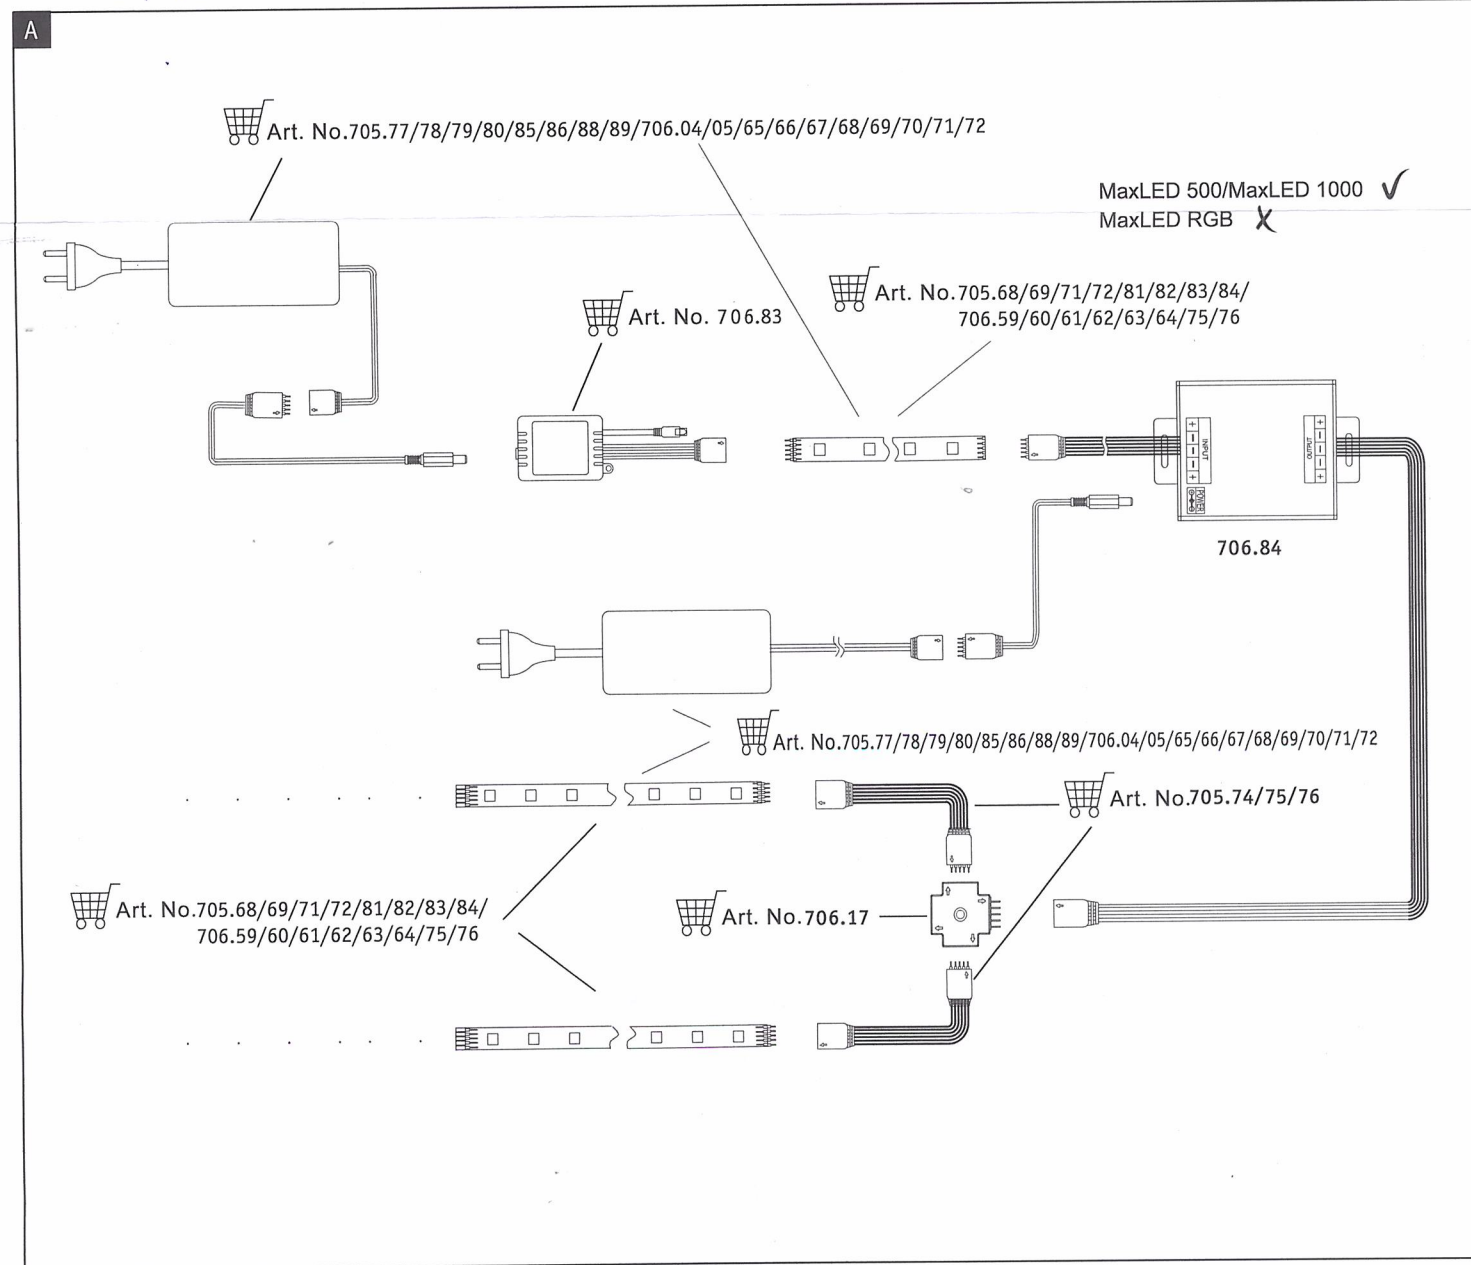 A
Art. No.705.77/78/79/80/85/86/88/89/706.04/05/65/66/67/68/69/70/71/72
MaxLED 500/MaxLED 1000 ✓
MaxLED RGB X
Art. No. 706.83
Art. No.705.68/69/71/72/81/82/83/84/
706.59/60/61/62/63/64/75/76
+ - - - +
INPUT
POWER
OUTPUT
+ - - - +
706.84
Art. No.705.77/78/79/80/85/86/88/89/706.04/05/65/66/67/68/69/70/71/72
Art. No.705.74/75/76
Art. No.705.68/69/71/72/81/82/83/84/
706.59/60/61/62/63/64/75/76
Art. No.706.17